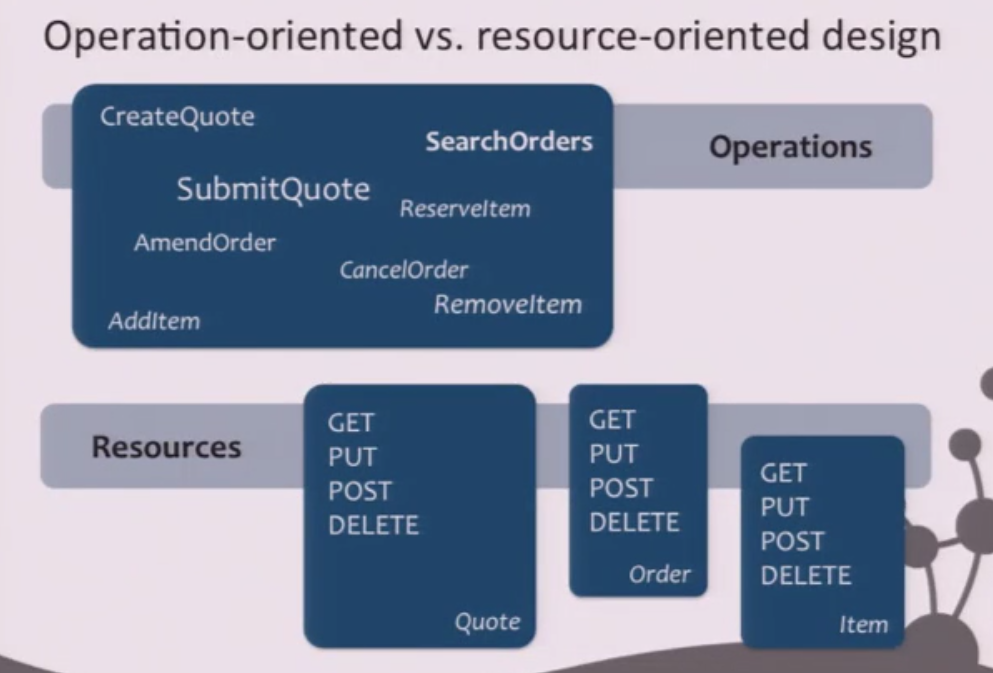 Operation-oriented vs. resource-oriented design
CreateQuote
SearchOrders
Operations
SubmitQuote
ReserveItem
AmendOrder
CancelOrder
RemoveItem
AddItem
Resources
GET
PUT
POST
DELETE
Quote
GET
PUT
POST
DELETE
Order
GET
PUT
POST
DELETE
Item